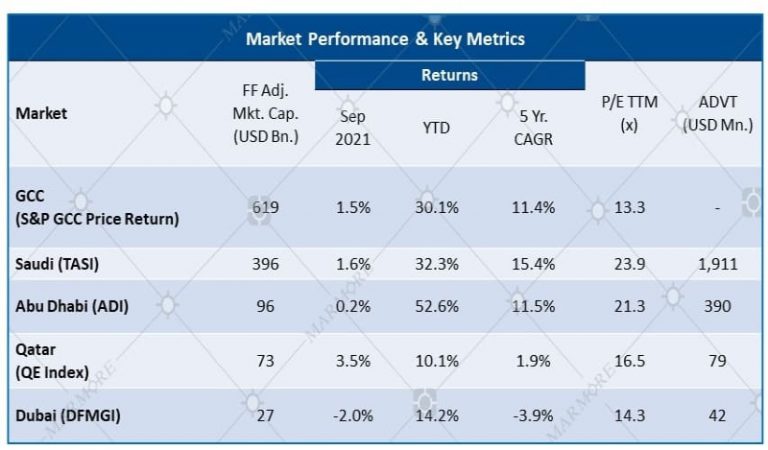 Market Performance & Key Metrics
Market FF Adj. Mkt. Cap. (USD Bn.) Returns P/E TTM (x) ADVT (USD Mn.)
Sep 2021 YTD 5 Yr. CAGR
GCC
(S&P GCC Price Return) 619 1.5% 30.1% 11.4% 13.3 -
Saudi (TASI) 396 1.6% 32.3% 15.4% 23.9 1,911
Abu Dhabi (ADI) 96 0.2% 52.6% 11.5% 21.3 390
Qatar
(QE Index) 73 3.5% 10.1% 1.9% 16.5 79
Dubai (DFMGI) 27 -2.0% 14.2% -3.9% 14.3 42
MARMORE